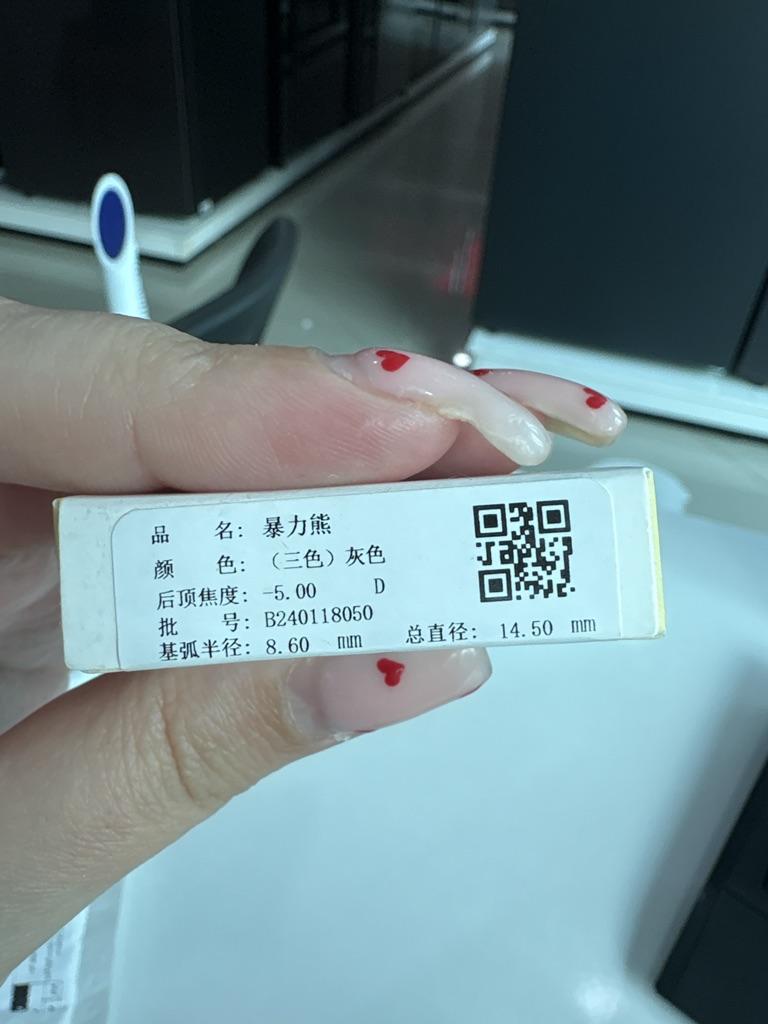 品 名: 暴力熊
颜 色: （三色）灰色
后顶焦度: -5.00 D
批 号: B240118050
基弧半径: 8.60 mm 总直径: 14.50 mm